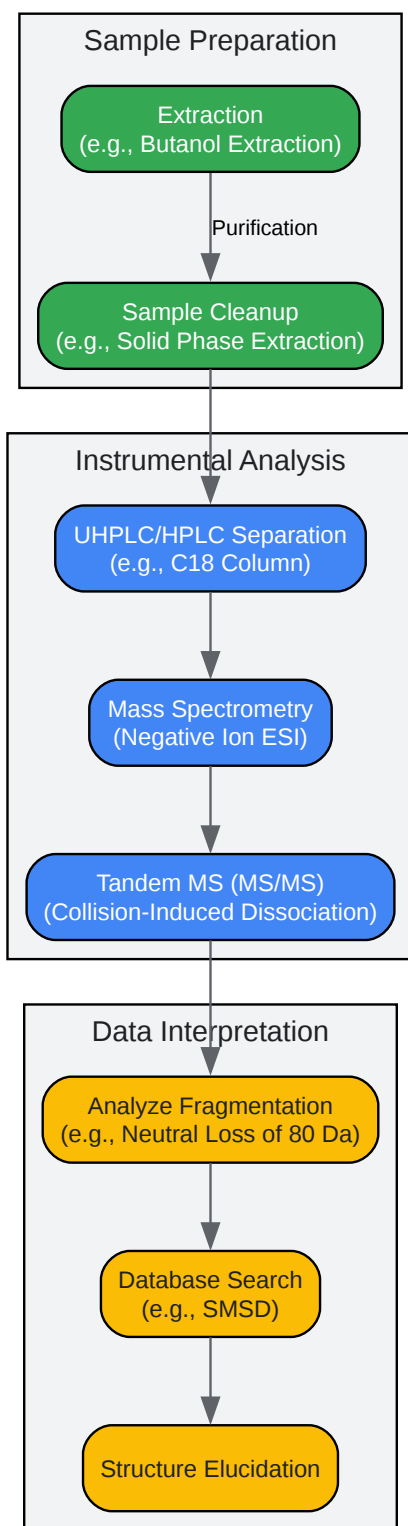 Sample Preparation
Extraction
(e.g., Butanol Extraction)
Purification
Sample Cleanup
(e.g., Solid Phase Extraction)
Instrumental Analysis
UHPLC/HPLC Separation
(e.g., C18 Column)
Mass Spectrometry
(Negative Ion ESI)
Tandem MS (MS/MS)
(Collision-Induced Dissociation)
Data Interpretation
Analyze Fragmentation
(e.g., Neutral Loss of 80 Da)
Database Search
(e.g., SMSD)
Structure Elucidation